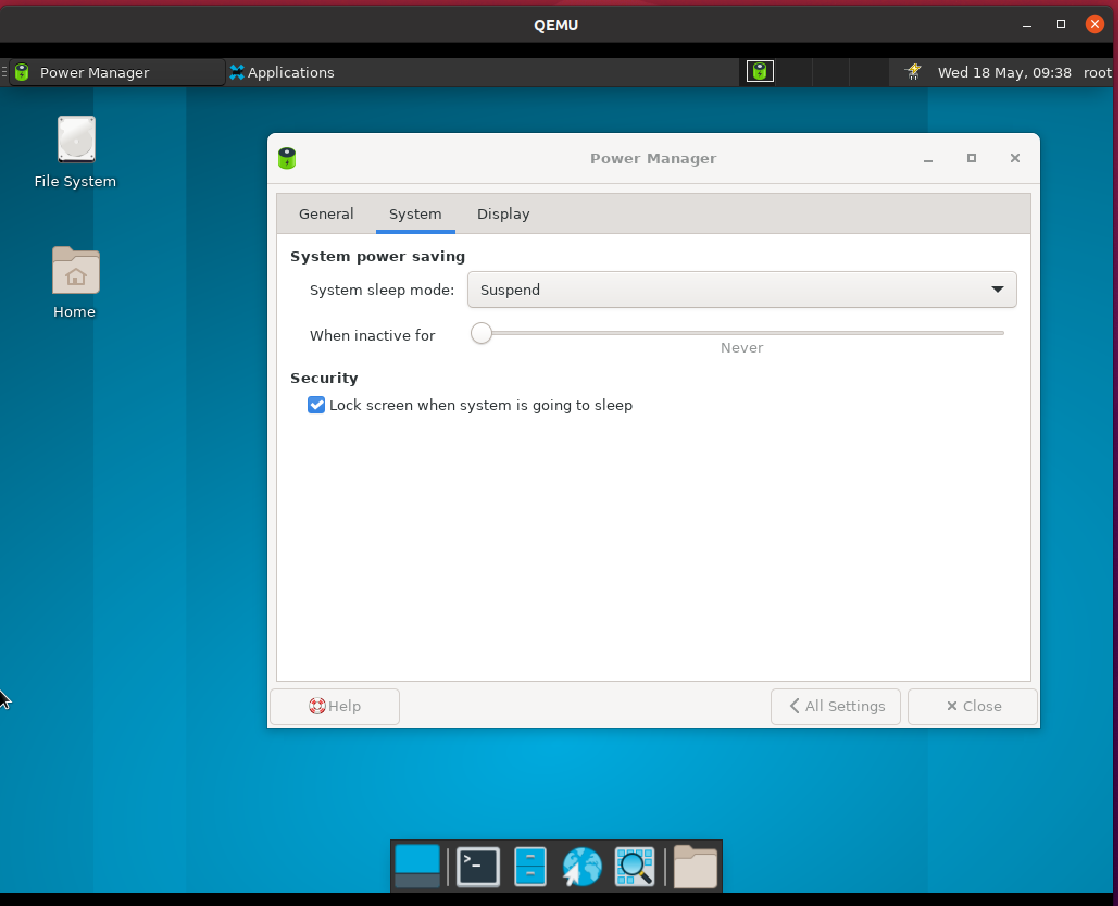 QEMU
Power Manager
Applications
Wed 18 May, 09:38
root
File System
Home
Power Manager
General
System
Display
System power saving
System sleep mode:
Suspend
When inactive for
Never
Security
Lock screen when system is going to sleep
Help
All Settings
Close